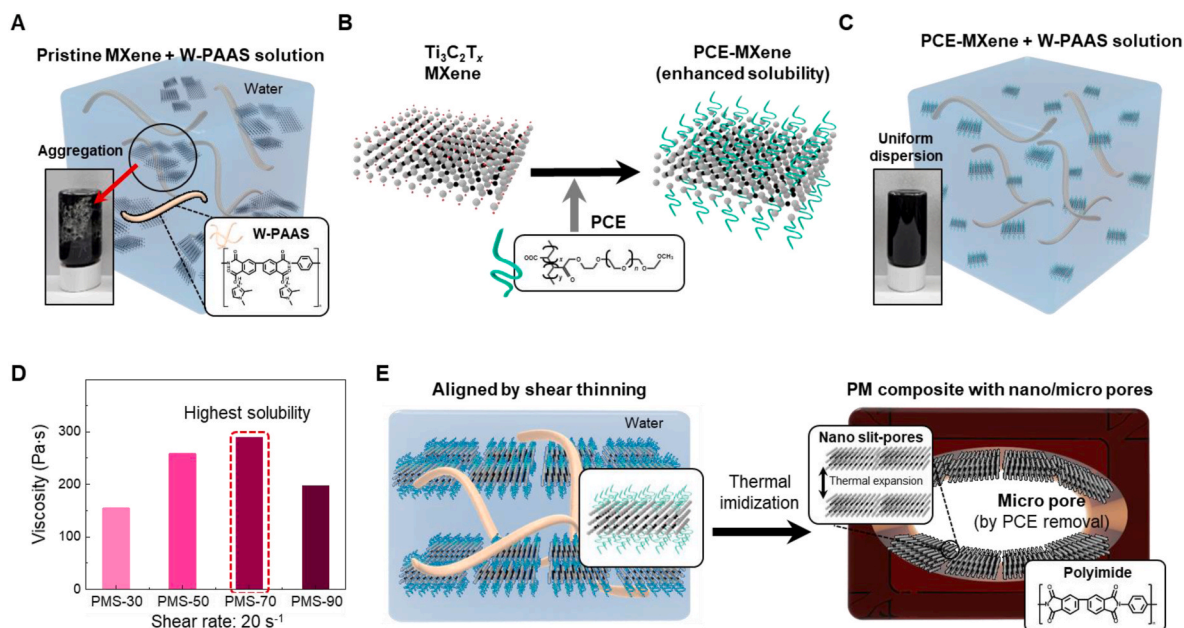 A
Pristine MXene + W-PAAS solution
Water
Aggregation
W-PAAS
B
Ti₃C₂Tₓ
MXene
PCE-MXene
(enhanced solubility)
PCE
C
PCE-MXene + W-PAAS solution
Uniform
dispersion
D
Highest solubility
Viscosity (Pa·s)
300
200
100
0
PMS-30 PMS-50 PMS-70 PMS-90
Shear rate: 20 s⁻¹
E
Aligned by shear thinning
Water
Thermal
imidization
PM composite with nano/micro pores
Nano slit-pores
Thermal expansion
Micro pore
(by PCE removal)
Polyimide